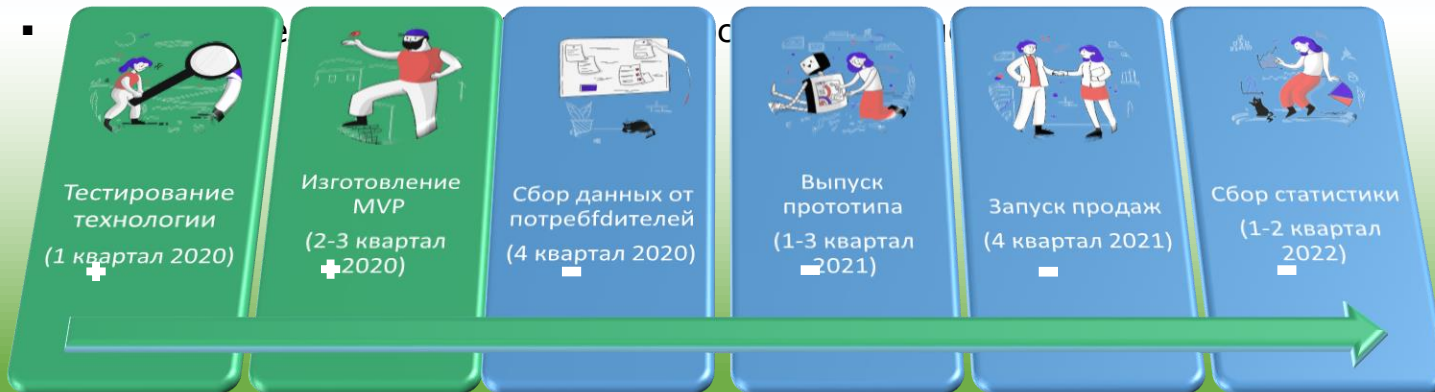 Тестирование
технологии
(1 квартал 2020)
Изготовление
MVP
(2-3 квартал
2020)
Сбор данных от
потребfdителей
(4 квартал 2020)
Выпуск
прототипа
(1-3 квартал
2021)
Запуск продаж
(4 квартал 2021)
Сбор статистики
(1-2 квартал
2022)